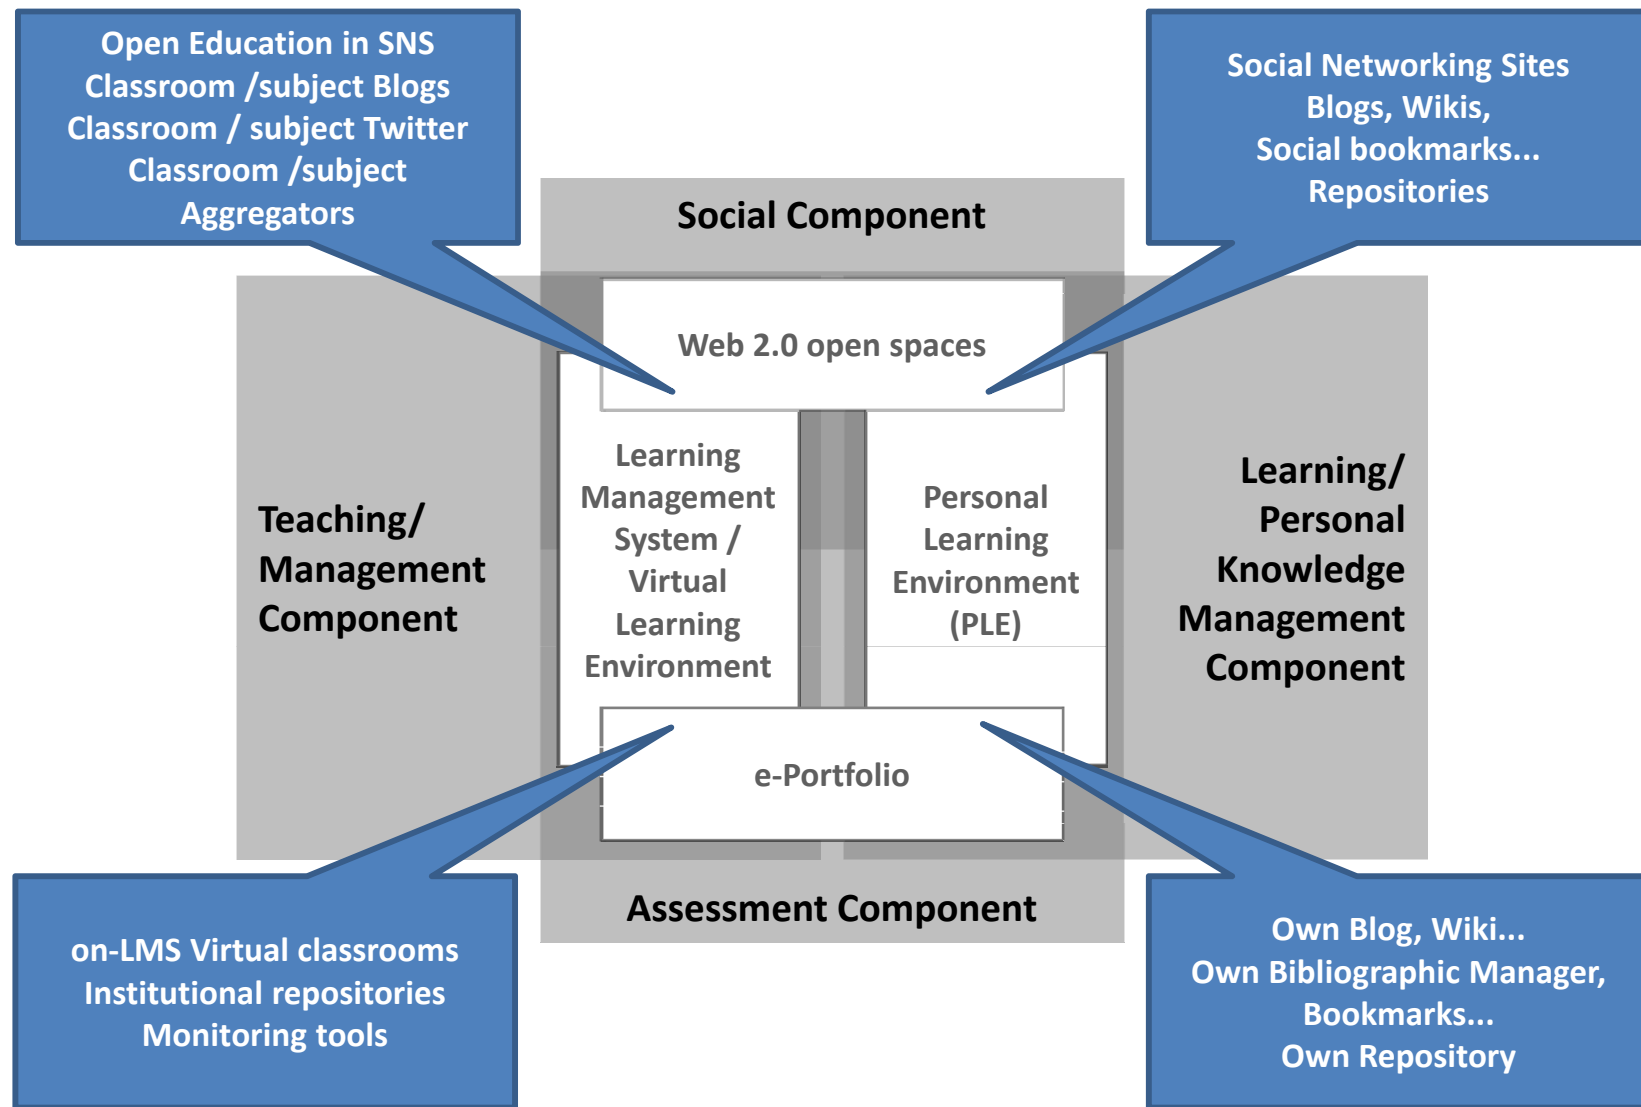 Open Education in SNS
Classroom /subject Blogs
Classroom / subject Twitter
Classroom /subject
Aggregators
Social Networking Sites
Blogs, Wikis,
Social bookmarks...
Repositories
Social Component
Web 2.0 open spaces
Teaching/
Management
Component
Learning
Management
System /
Virtual
Learning
Environment
Personal
Learning
Environment
(PLE)
Learning/
Personal
Knowledge
Management
Component
e-Portfolio
Assessment Component
on-LMS Virtual classrooms
Institutional repositories
Monitoring tools
Own Blog, Wiki...
Own Bibliographic Manager,
Bookmarks...
Own Repository